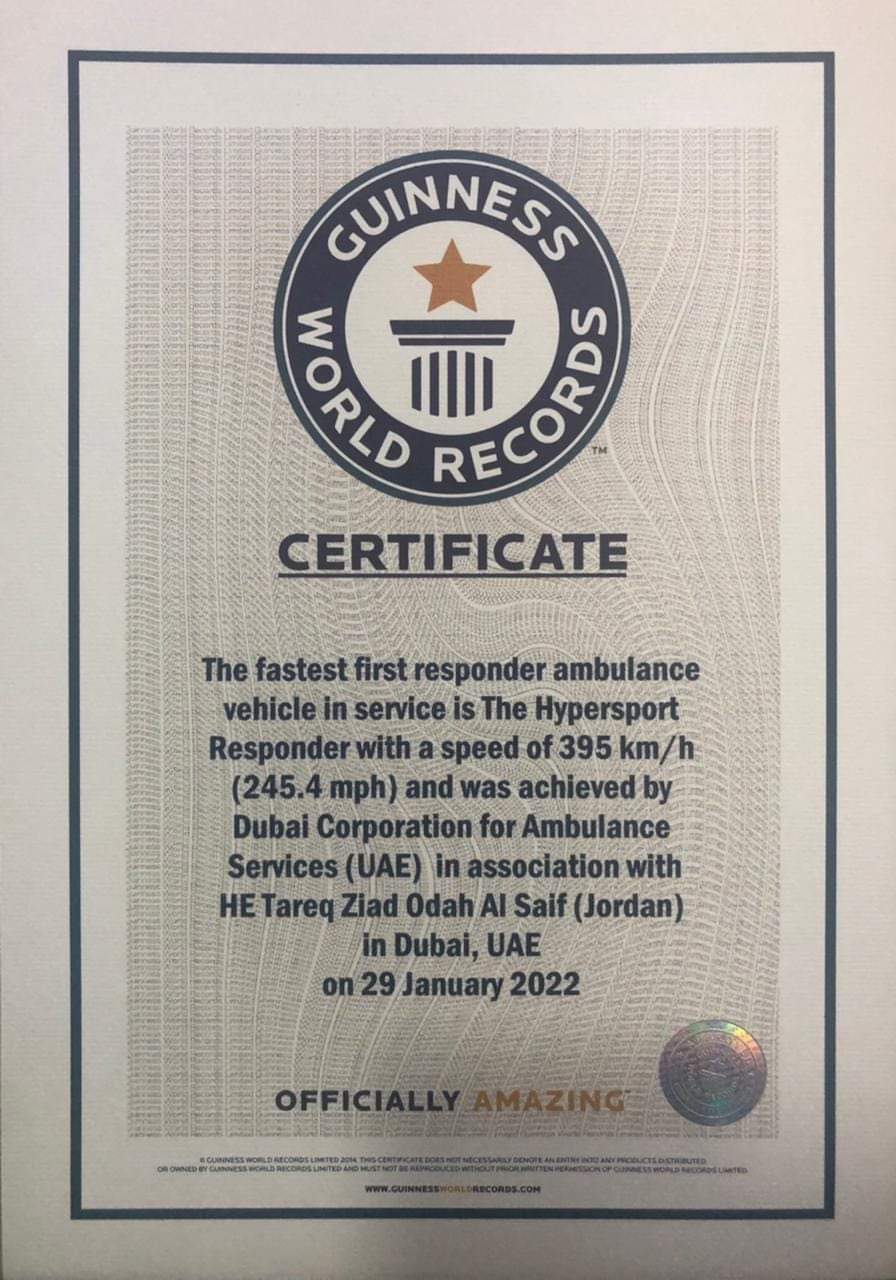 GUINNESS
WORLD RECORDS
™
CERTIFICATE
The fastest first responder ambulance
vehicle in service is The Hypersport
Responder with a speed of 395 km/h
(245.4 mph) and was achieved by
Dubai Corporation for Ambulance
Services (UAE) in association with
HE Tareq Ziad Odah Al Saif (Jordan)
in Dubai, UAE
on 29 January 2022
OFFICIALLY AMAZING
© GUINNESS WORLD RECORDS LIMITED 2014. THIS CERTIFICATE DOES NOT NECESSARILY DENOTE AN ENTRY INTO ANY PRODUCTS DISTRIBUTED
OR OWNED BY GUINNESS WORLD RECORDS LIMITED AND MUST NOT BE REPRODUCED WITHOUT PRIOR WRITTEN PERMISSION OF GUINNESS WORLD RECORDS LIMITED.
WWW.GUINNESSWORLDRECORDS.COM